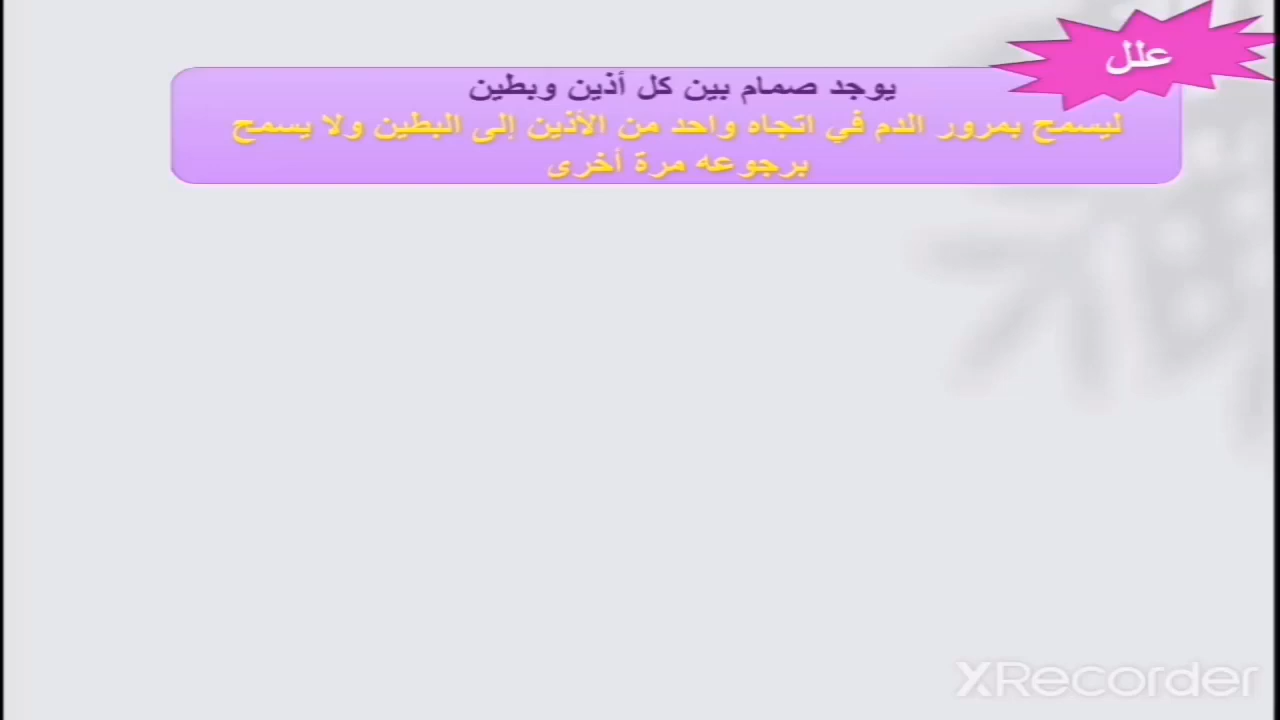 علل
يوجد صمام بين كل أذين وبطين
ليسمح بمرور الدم في اتجاه واحد من الأذين إلى البطين ولا يسمح
برجوعه مرة أخرى
XRecorder